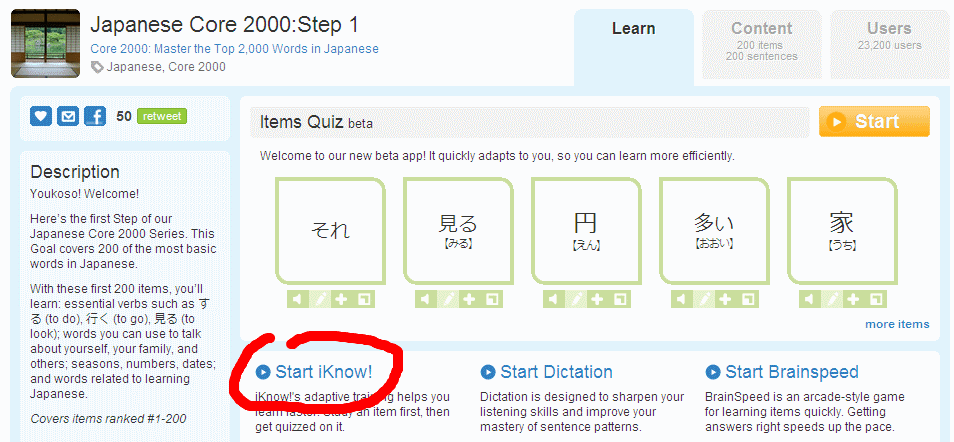 Japanese Core 2000:Step 1
Core 2000: Master the Top 2,000 Words in Japanese
Japanese, Core 2000
Learn
Content
200 items
200 sentences
Users
23,200 users
50 retweet
Description
Youkoso! Welcome!
Here's the first Step of our
Japanese Core 2000 Series. This
Goal covers 200 of the most basic
words in Japanese.
With these first 200 items, you'll
learn: essential verbs such as す
る (to do), 行く (to go), 見る (to
look); words you can use to talk
about yourself, your family, and
others; seasons, numbers, dates;
and words related to learning
Japanese.
Covers items ranked #1-200
Items Quiz beta
Start
Welcome to our new beta app! It quickly adapts to you, so you can learn more efficiently.
それ
見る
【みる】
円
【えん】
多い
【おおい】
家
【うち】
more items
Start iKnow!
iKnow!'s adaptive training helps you
learn faster. Study an item first, then
get quizzed on it.
Start Dictation
Dictation is designed to sharpen your
listening skills and improve your
mastery of sentence patterns.
Start Brainspeed
BrainSpeed is an arcade-style game
for learning items quickly. Getting
answers right speeds up the pace.